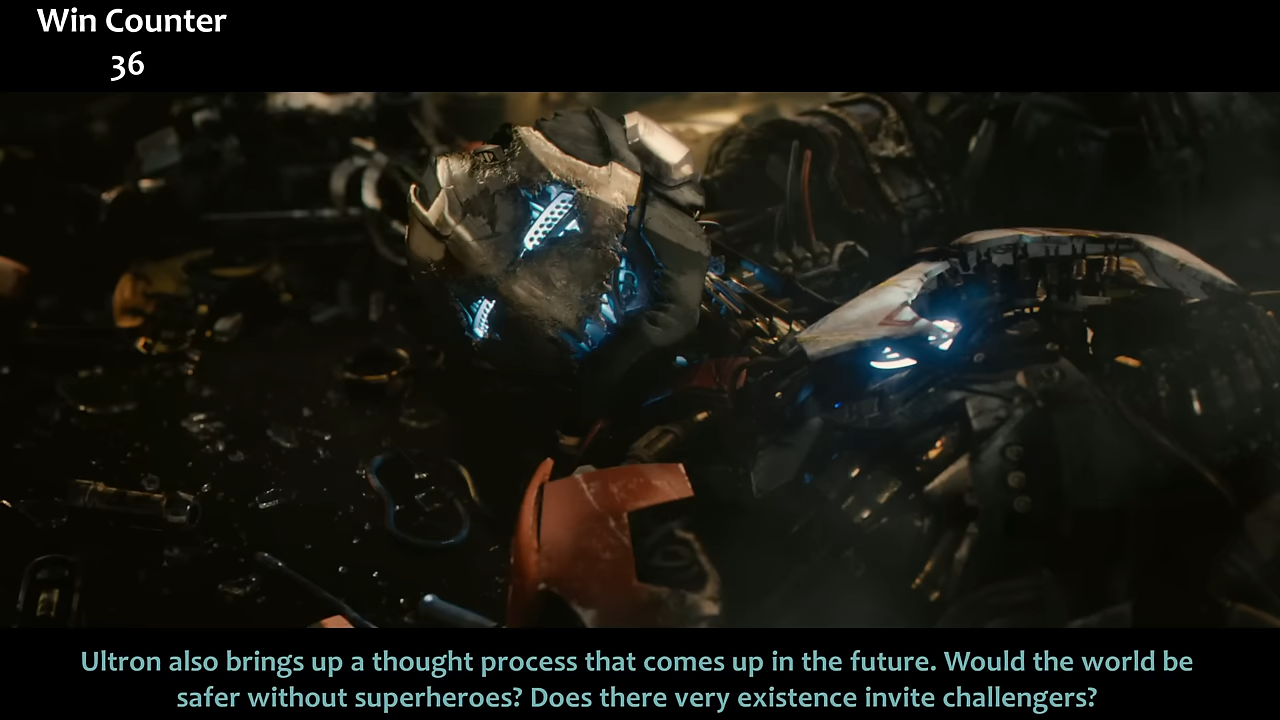 Win Counter
36
Ultron also brings up a thought process that comes up in the future. Would the world be
safer without superheroes? Does there very existence invite challengers?